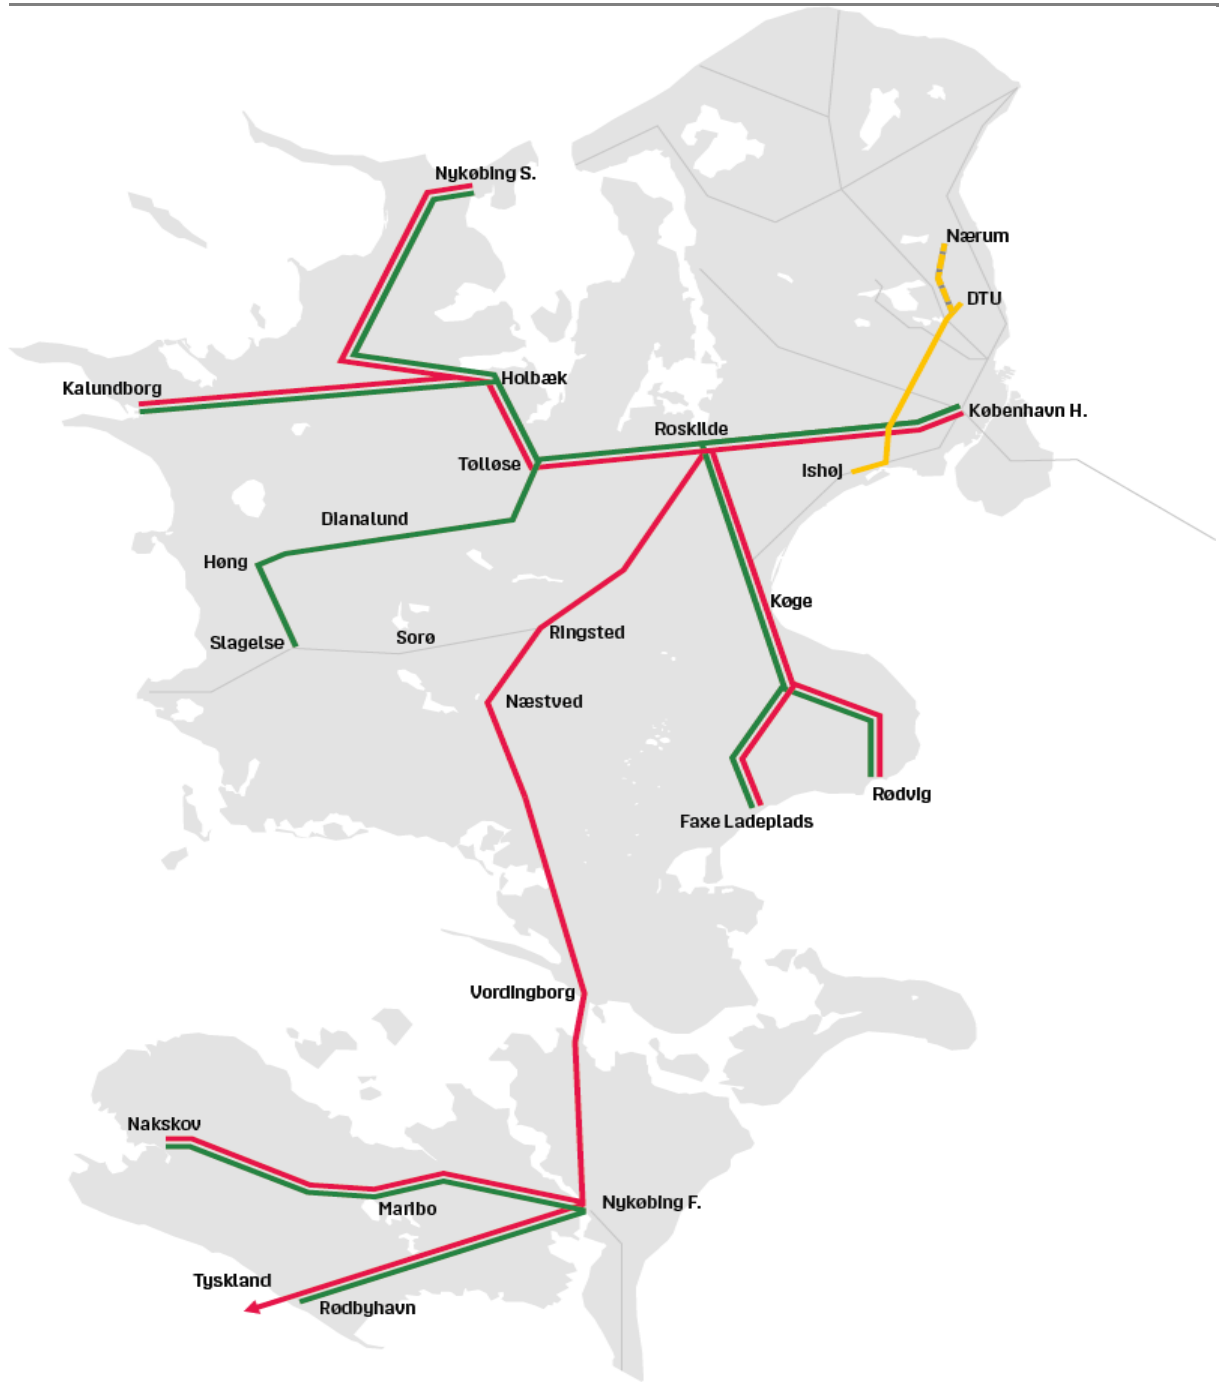 Nykøbing S.
Nærum
DTU
Kalundborg
Holbæk
København H.
Roskilde
Tølløse
Ishøj
Dianalund
Høng
Køge
Slagelse
Sorø
Ringsted
Næstved
Rødvig
Faxe Ladeplads
Vordingborg
Nakskov
Maribo
Nykøbing F.
Tyskland
Rødbyhavn